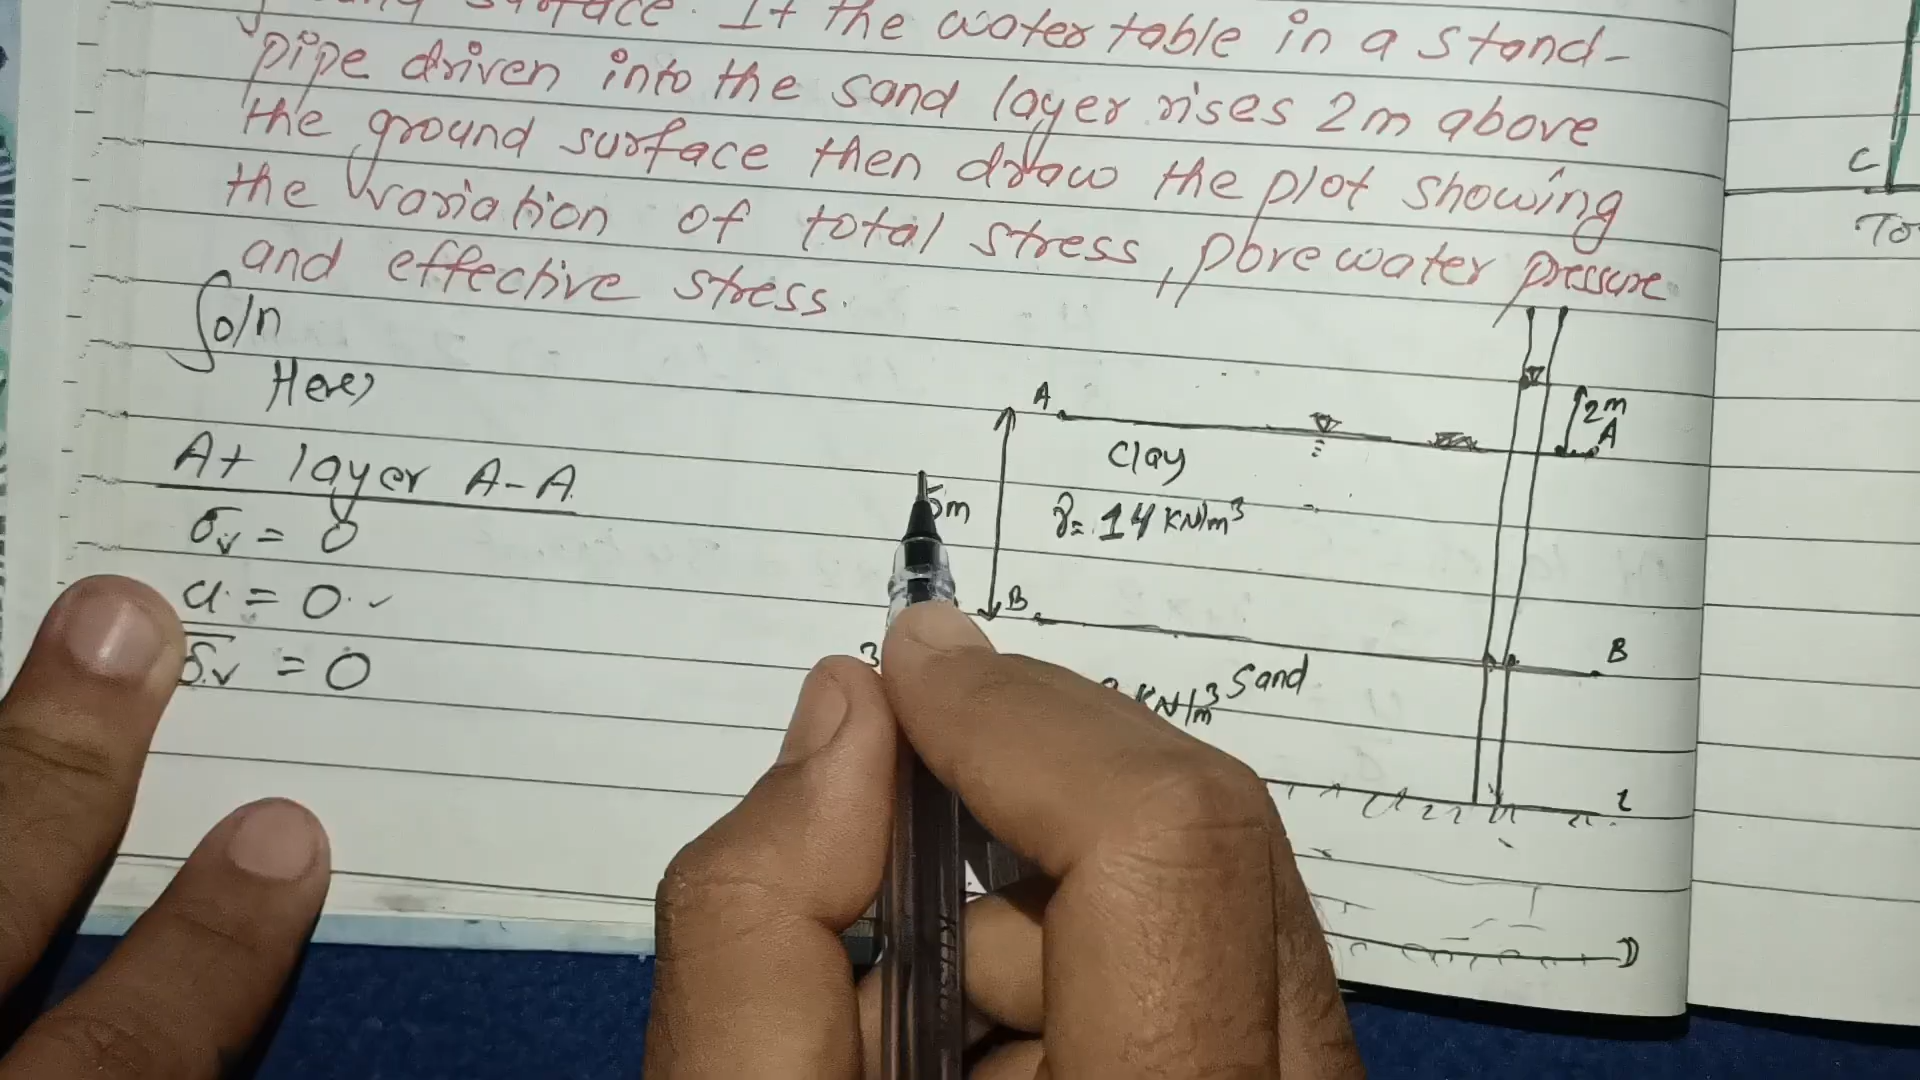 surface. If the water table in a stand-
pipe driven into the sand layer rises 2m above
the ground surface then draw the plot showing
the variation of total stress, pore water pressure
and effective stress.
Soln
Here,
At layer A-A
σv = 0
u = 0
σ̅v = 0
2m
A
A
Clay
5m
γ = 14 KN/m³
B
B
3
Sand
KN/m³
D
C
To